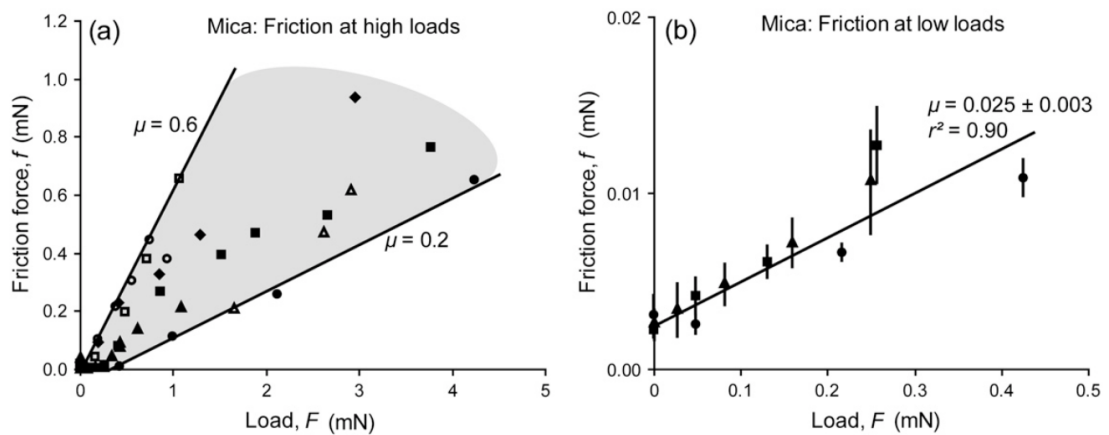 (a)
Mica: Friction at high loads
1.2
1.0
0.8
0.6
0.4
0.2
0.0
μ = 0.6
μ = 0.2
Friction force, f (mN)
0
1
2
3
4
5
Load, F (mN)
(b)
Mica: Friction at low loads
0.02
0.01
0.00
μ = 0.025 ± 0.003
r² = 0.90
Friction force, f (mN)
0
0.1
0.2
0.3
0.4
0.5
Load, F (mN)